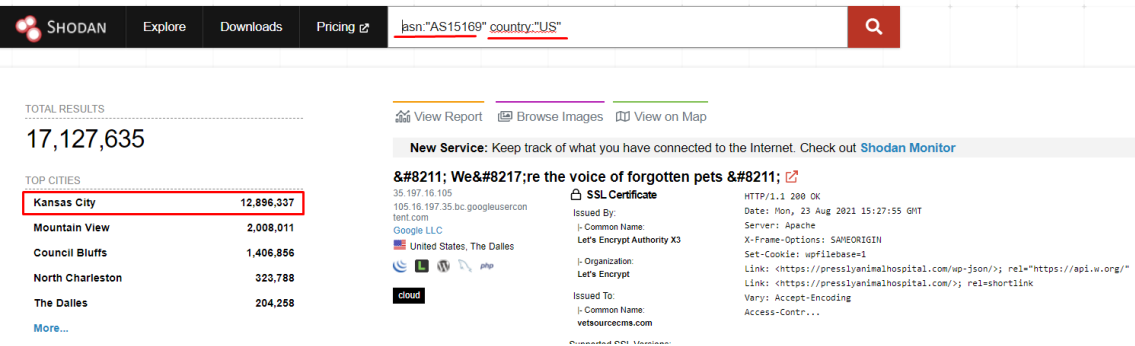 SHODAN Explore Downloads Pricing asn:"AS15169" country:"US"
TOTAL RESULTS
17,127,635
TOP CITIES
Kansas City 12,896,337
Mountain View 2,008,011
Council Bluffs 1,406,856
North Charleston 323,788
The Dalles 204,258
More...
View Report Browse Images View on Map
New Service: Keep track of what you have connected to the Internet. Check out Shodan Monitor
&#8211; We&#8217;re the voice of forgotten pets &#8211;
35.197.16.105
105.16.197.35.bc.googleusercon
tent.com
Google LLC
United States, The Dalles
php
cloud
SSL Certificate
Issued By:
|- Common Name:
Let's Encrypt Authority X3
|- Organization:
Let's Encrypt
Issued To:
|- Common Name:
vetsourcecms.com
Supported SSL Versions:
HTTP/1.1 200 OK
Date: Mon, 23 Aug 2021 15:27:55 GMT
Server: Apache
X-Frame-Options: SAMEORIGIN
Set-Cookie: wpfilebase=1
Link: <https://presslyanimalhospital.com/wp-json/>; rel="https://api.w.org/"
Link: <https://presslyanimalhospital.com/>; rel=shortlink
Vary: Accept-Encoding
Access-Contr...